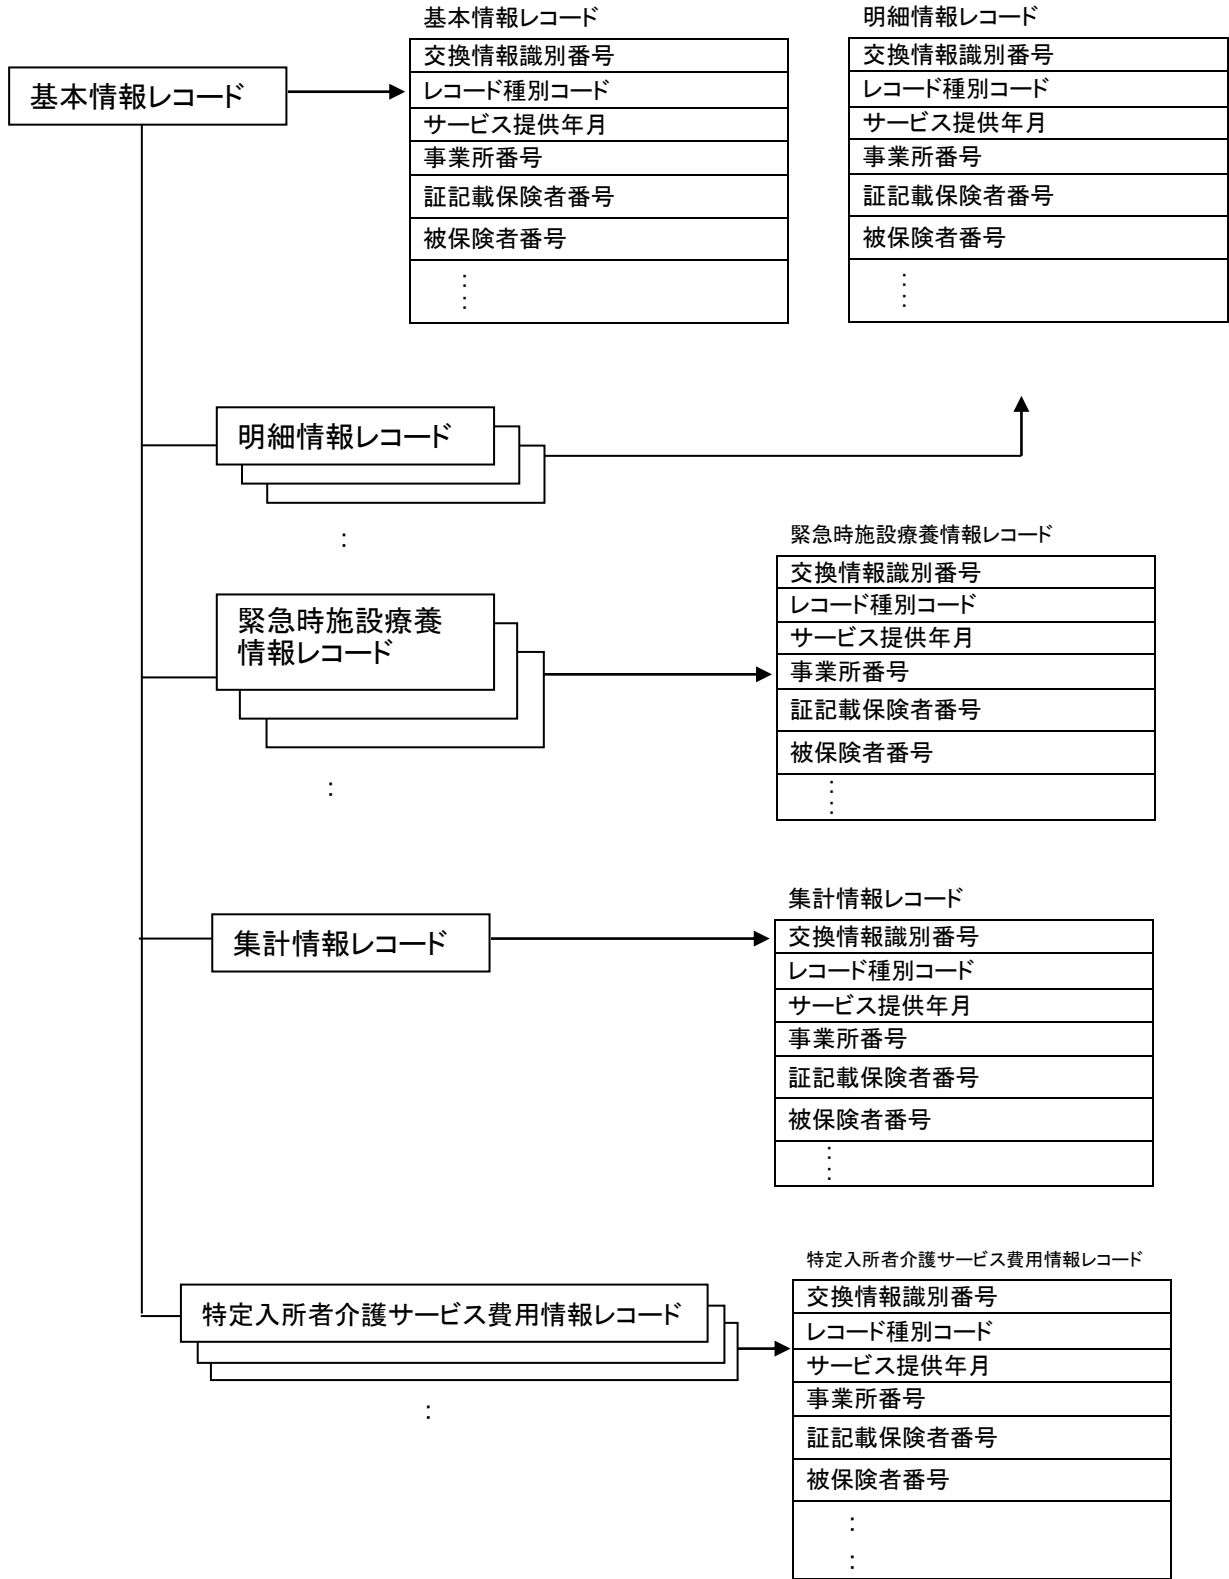 基本情報レコード
明細情報レコード
交換情報識別番号
レコード種別コード
サービス提供年月
事業所番号
証記載保険者番号
被保険者番号
:
:
交換情報識別番号
レコード種別コード
サービス提供年月
事業所番号
証記載保険者番号
被保険者番号
:
:
基本情報レコード
明細情報レコード
:
緊急時施設療養情報レコード
交換情報識別番号
レコード種別コード
サービス提供年月
事業所番号
証記載保険者番号
被保険者番号
:
:
緊急時施設療養
情報レコード
:
集計情報レコード
交換情報識別番号
レコード種別コード
サービス提供年月
事業所番号
証記載保険者番号
被保険者番号
:
:
集計情報レコード
特定入所者介護サービス費用情報レコード
交換情報識別番号
レコード種別コード
サービス提供年月
事業所番号
証記載保険者番号
被保険者番号
:
:
特定入所者介護サービス費用情報レコード
: